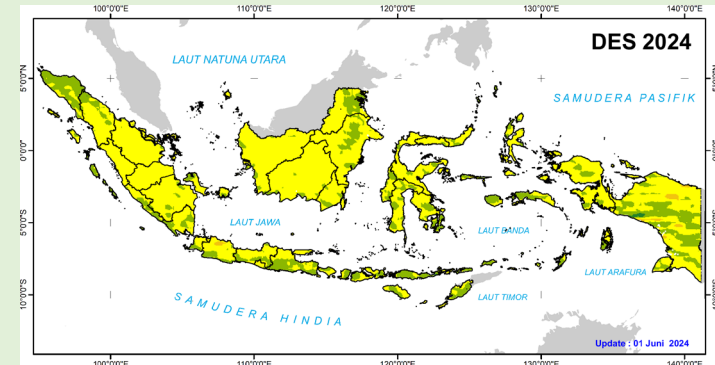 100°0'0"E 110°0'0"E 120°0'0"E 130°0'0"E 140°0'0"E
DES 2024
LAUT NATUNA UTARA
5°0'0"N
SAMUDERA PASIFIK
0°0'0"
LAUT JAWA
5°0'0"S
LAUT BANDA
LAUT ARAFURA
10°0'0"S
SAMUDERA HINDIA
LAUT TIMOR
Update : 01 Juni 2024
100°0'0"E 110°0'0"E 120°0'0"E 130°0'0"E 140°0'0"E